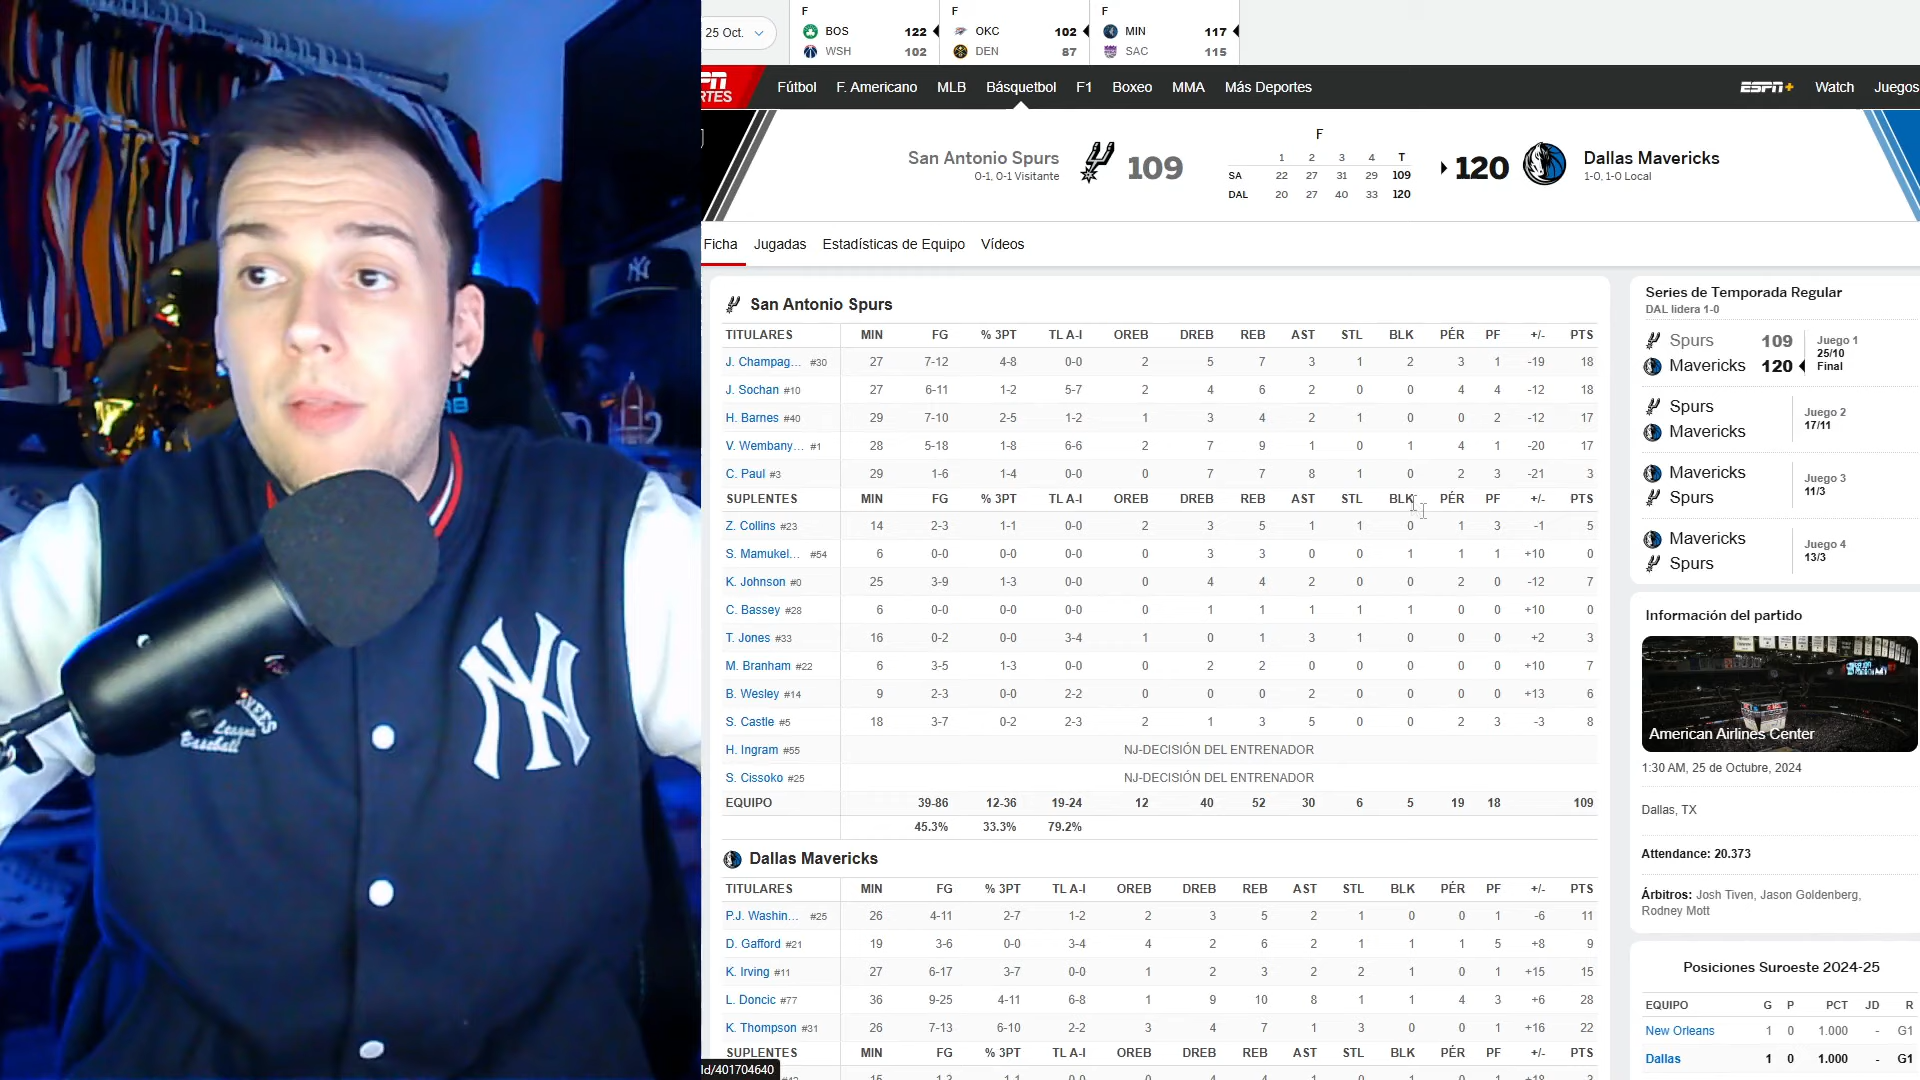 25 Oct.
F
BOS 122
WSH 102
F
OKC 102
DEN 87
F
MIN 117
SAC 115
Fútbol F. Americano MLB Básquetbol F1 Boxeo MMA Más Deportes ESPN+ Watch Juegos
San Antonio Spurs
0-1, 0-1 Visitante
109
F
1 2 3 4 T
SA 22 27 31 29 109
DAL 20 27 40 33 120
120
Dallas Mavericks
1-0, 1-0 Local
Ficha Jugadas Estadísticas de Equipo Vídeos
San Antonio Spurs
TITULARES MIN FG % 3PT TL A-I OREB DREB REB AST STL BLK PÉR PF +/- PTS
J. Champag... #30 27 7-12 4-8 0-0 2 5 7 3 1 2 3 1 -19 18
J. Sochan #10 27 6-11 1-2 5-7 2 4 6 2 0 0 4 4 -12 18
H. Barnes #40 29 7-10 2-5 1-2 1 3 4 2 1 0 0 2 -12 17
V. Wembany... #1 28 5-18 1-8 6-6 2 7 9 1 0 1 4 1 -20 17
C. Paul #3 29 1-6 1-4 0-0 0 7 7 8 1 0 2 3 -21 3
SUPLENTES MIN FG % 3PT TL A-I OREB DREB REB AST STL BLK PÉR PF +/- PTS
Z. Collins #23 14 2-3 1-1 0-0 2 3 5 1 1 0 1 3 -1 5
S. Mamukel... #54 6 0-0 0-0 0-0 0 3 3 0 0 1 1 1 +10 0
K. Johnson #0 25 3-9 1-3 0-0 0 4 4 2 0 0 2 0 -12 7
C. Bassey #28 6 0-0 0-0 0-0 0 1 1 1 1 1 0 0 +10 0
T. Jones #33 16 0-2 0-0 3-4 1 0 1 3 1 0 0 0 +2 3
M. Branham #22 6 3-5 1-3 0-0 0 2 2 0 0 0 0 0 +10 7
B. Wesley #14 9 2-3 0-0 2-2 0 0 0 2 0 0 0 0 +13 6
S. Castle #5 18 3-7 0-2 2-3 2 1 3 5 0 0 2 3 -3 8
H. Ingram #55 NJ-DECISIÓN DEL ENTRENADOR
S. Cissoko #25 NJ-DECISIÓN DEL ENTRENADOR
EQUIPO 39-86 12-36 19-24 12 40 52 30 6 5 19 18 109
45.3% 33.3% 79.2%
Dallas Mavericks
TITULARES MIN FG % 3PT TL A-I OREB DREB REB AST STL BLK PÉR PF +/- PTS
P.J. Washin... #25 26 4-11 2-7 1-2 2 3 5 2 1 0 0 1 -6 11
D. Gafford #21 19 3-6 0-0 3-4 4 2 6 2 1 1 1 5 +8 9
K. Irving #11 27 6-17 3-7 0-0 1 2 3 2 2 1 0 1 +15 15
L. Doncic #77 36 9-25 4-11 6-8 1 9 10 8 1 1 4 3 +6 28
K. Thompson #31 26 7-13 6-10 2-2 3 4 7 1 3 0 0 1 +16 22
SUPLENTES MIN FG % 3PT TL A-I OREB DREB REB AST STL BLK PÉR PF +/- PTS
ld/401704640
Series de Temporada Regular
DAL lidera 1-0
Spurs 109
Mavericks 120
Juego 1
25/10
Final
Spurs
Mavericks
Juego 2
17/11
Mavericks
Spurs
Juego 3
11/3
Mavericks
Spurs
Juego 4
13/3
Información del partido
American Airlines Center
1:30 AM, 25 de Octubre, 2024
Dallas, TX
Attendance: 20.373
Árbitros: Josh Tiven, Jason Goldenberg,
Rodney Mott
Posiciones Suroeste 2024-25
EQUIPO G P PCT JD R
New Orleans 1 0 1.000 - G1
Dallas 1 0 1.000 - G1
NY
NY
League
Baseball